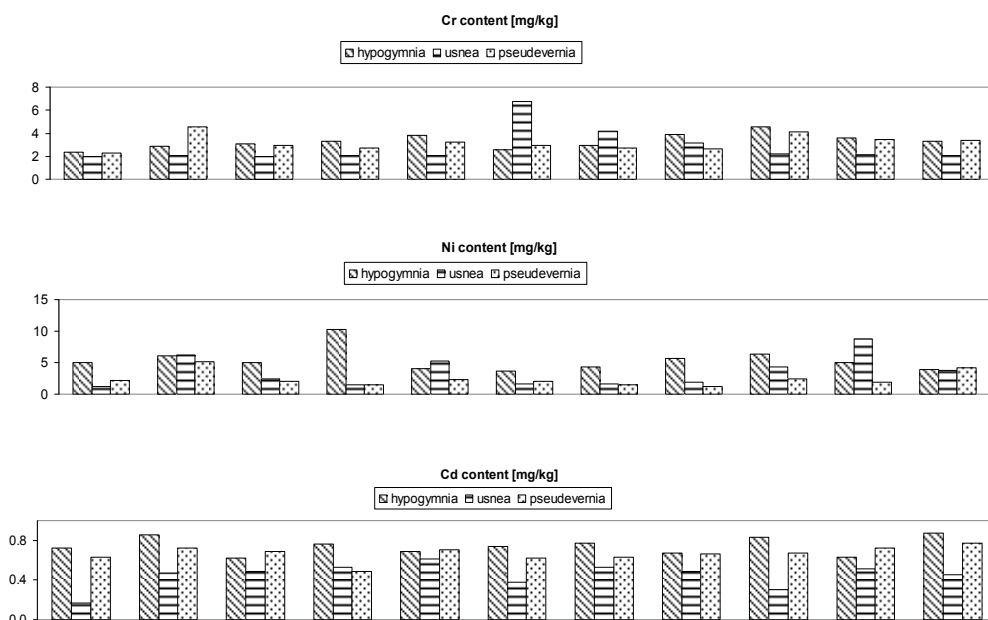 Cr content [mg/kg]
hypogymnia usnea pseudevernia
8
6
4
2
0
Ni content [mg/kg]
hypogymnia usnea pseudevernia
15
10
5
0
Cd content [mg/kg]
hypogymnia usnea pseudevernia
0.8
0.4
0.0